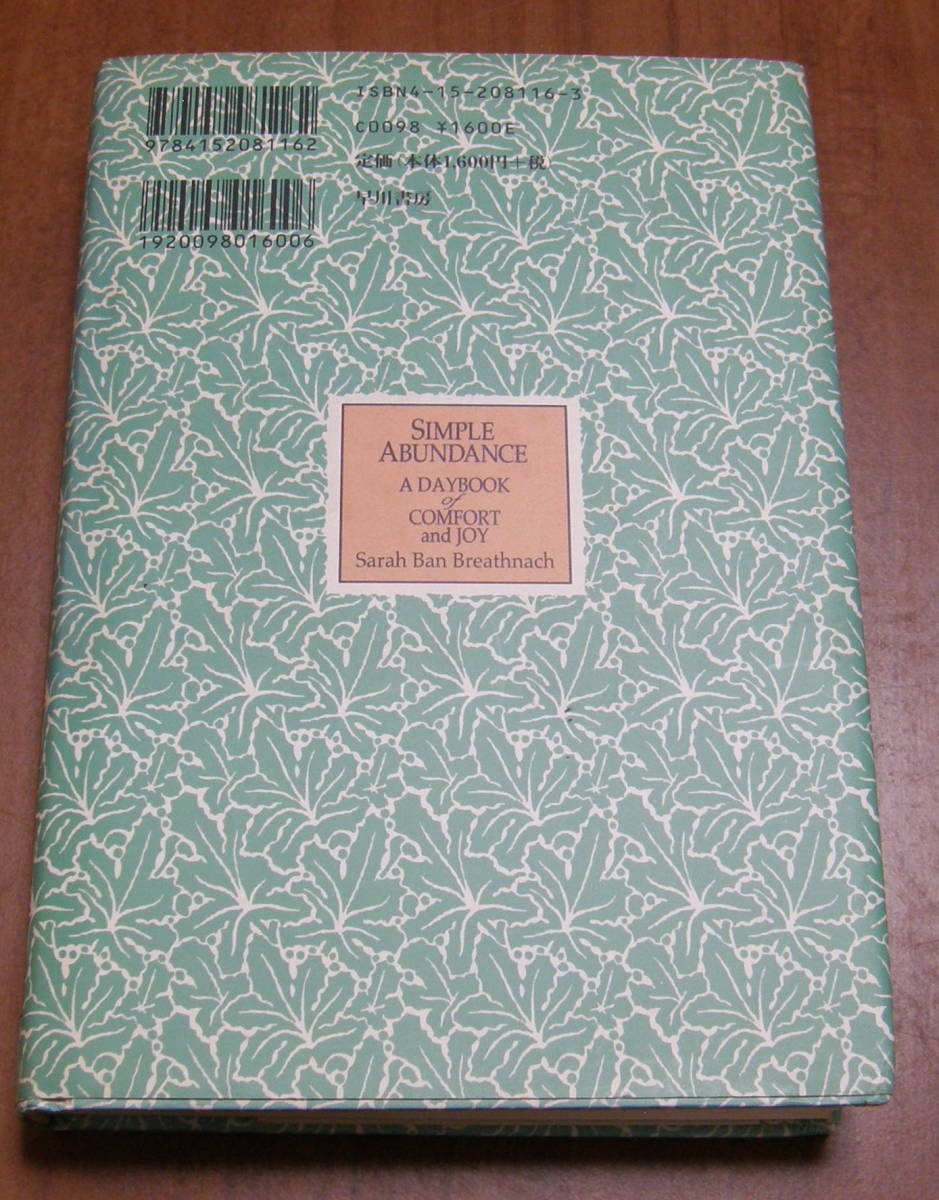 9784152081162
1920098016006
ISBN4-15-208116-3
C0098 ¥1600E
定価(本体1,600円+税)
早川書房
SIMPLE
ABUNDANCE
A DAYBOOK
of
COMFORT
and JOY
Sarah Ban Breathnach